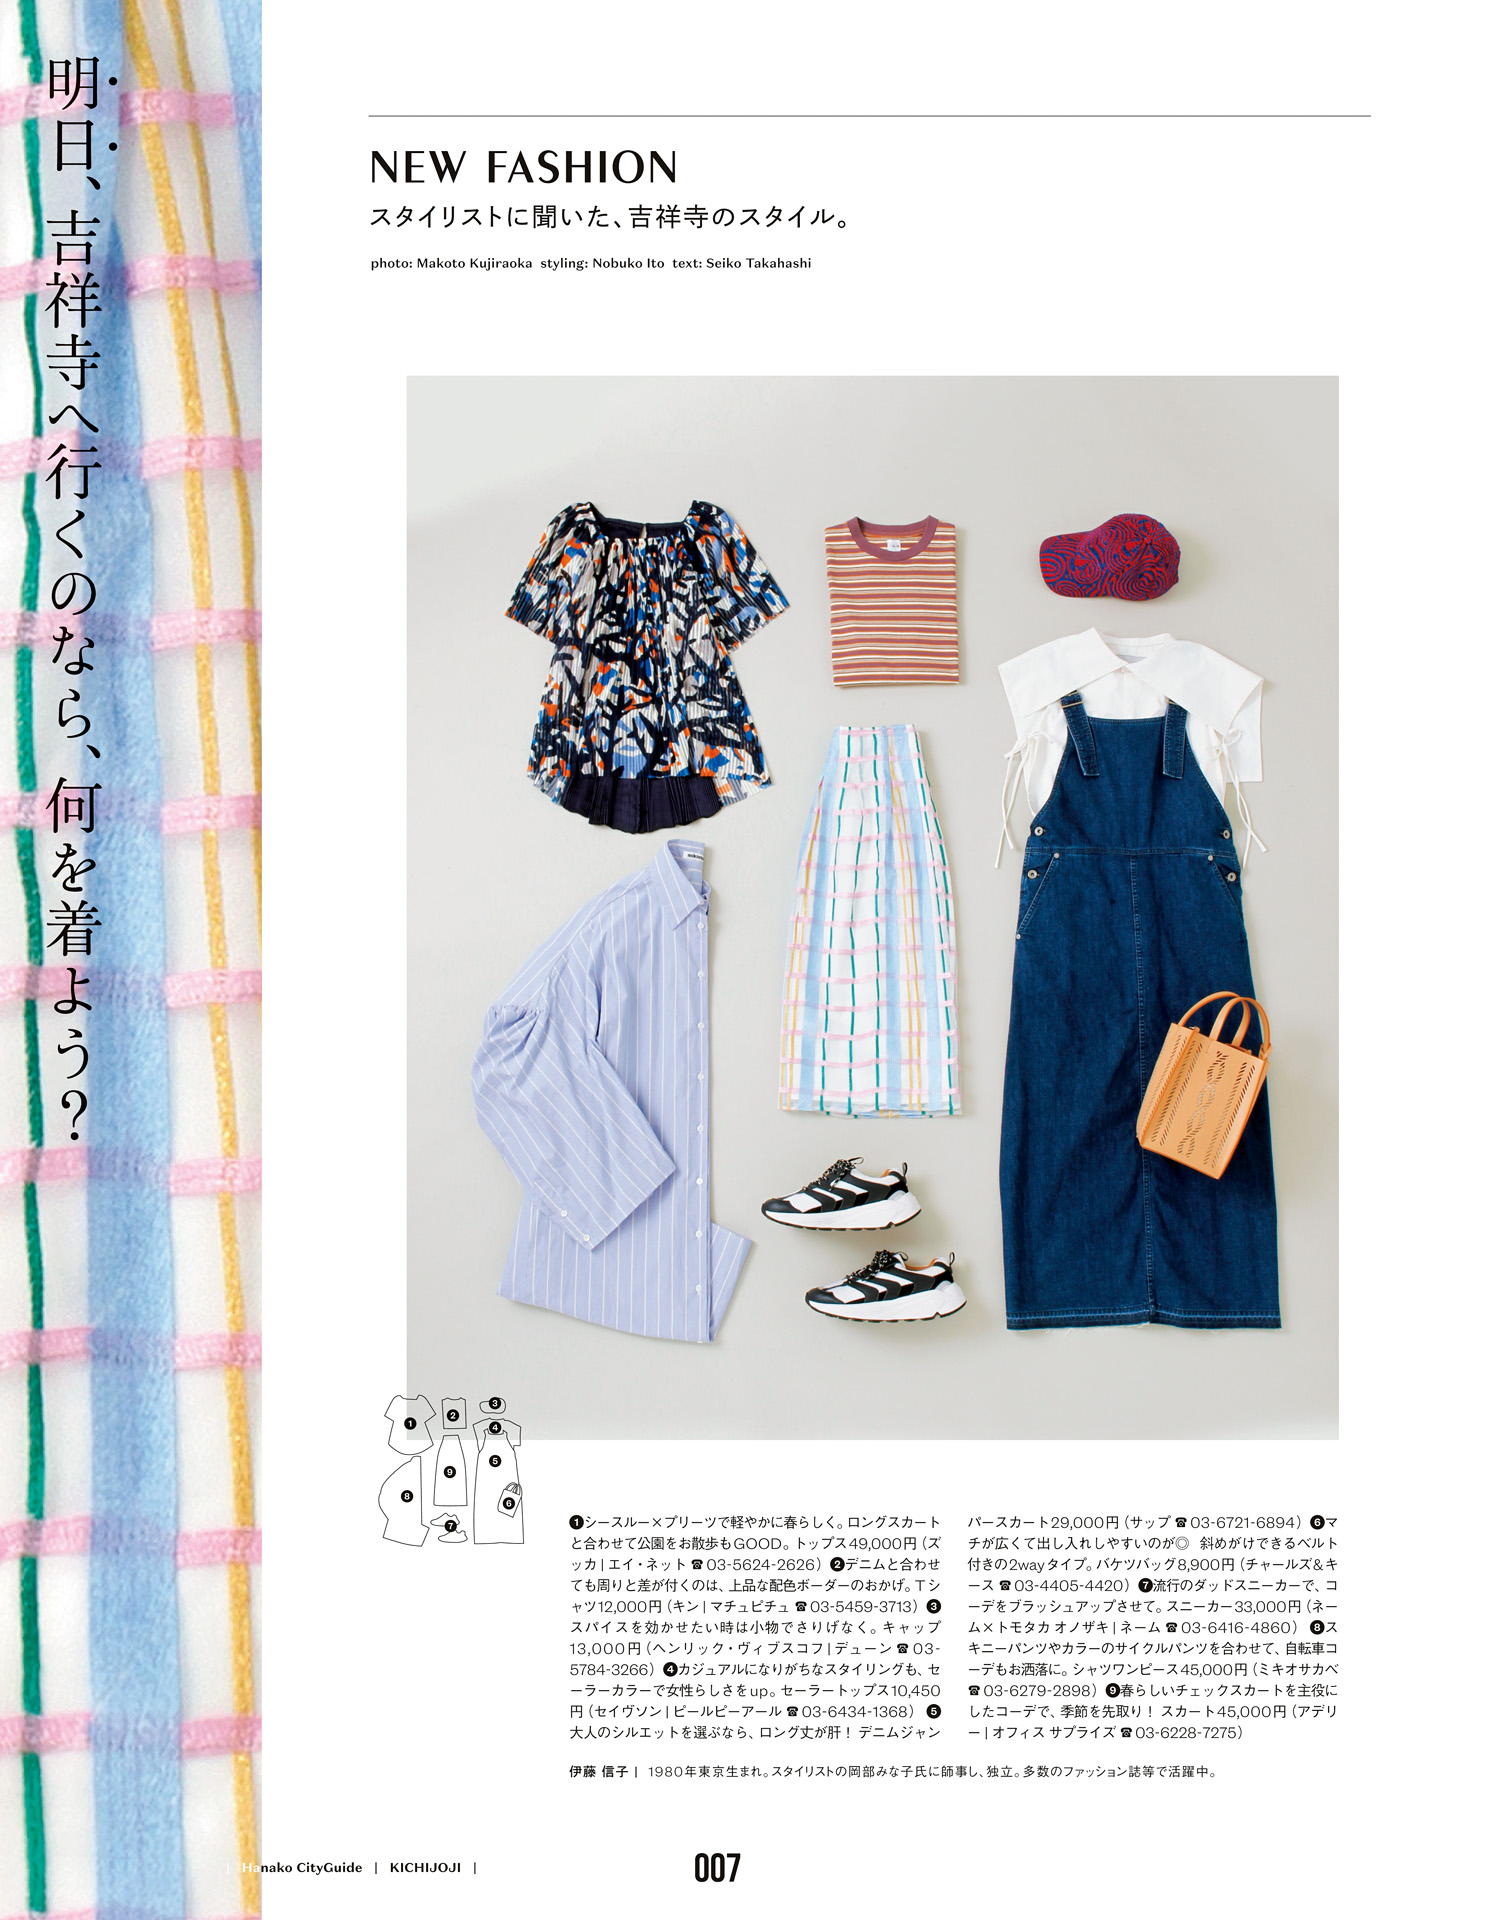 明日、吉祥寺へ行くのなら、何を着よう？
NEW FASHION
スタイリストに聞いた、吉祥寺のスタイル。
photo: Makoto Kujiraoka styling: Nobuko Ito text: Seiko Takahashi
1
2
3
4
5
9
8
6
7
❶シースルー×プリーツで軽やかに春らしく。ロングスカート
と合わせて公園をお散歩もGOOD。トップス49,000円（ズ
ッカ | エイ・ネット ☎ 03-5624-2626）❷デニムと合わせ
ても周りと差が付くのは、上品な配色ボーダーのおかげ。Tシ
ャツ12,000円（キン | マチュピチュ ☎ 03-5459-3713）❸
スパイスを効かせたい時は小物でさりげなく。キャップ
13,000円（ヘンリック・ヴィブスコフ | デューン ☎ 03-
5784-3266）❹カジュアルになりがちなスタイリングも、セ
ーラーカラーで女性らしさをup。セーラートップス10,450
円（セイヴソン | ピールピーアール ☎ 03-6434-1368）❺
大人のシルエットを選ぶなら、ロング丈が肝！ デニムジャン
パースカート29,000円（サップ ☎ 03-6721-6894）❻マ
チが広くて出し入れしやすいのが◎ 斜めがけできるベルト
付きの2wayタイプ。バケツバッグ8,900円（チャールズ&キ
ース ☎ 03-4405-4420）❼流行のダッドスニーカーで、コ
ーデをブラッシュアップさせて。スニーカー33,000円（ネー
ム×トモタカ オノザキ | ネーム ☎ 03-6416-4860）❽ス
キニーパンツやカラーのサイクルパンツを合わせて、自転車コ
ーデもお洒落に。シャツワンピース45,000円（ミキオサカベ
☎ 03-6279-2898）❾春らしいチェックスカートを主役に
したコーデで、季節を先取り！ スカート45,000円（アデリ
ー | オフィス サプライズ ☎ 03-6228-7275）
伊藤 信子 | 1980年東京生まれ。スタイリストの岡部みな子氏に師事し、独立。多数のファッション誌等で活躍中。
| Hanako CityGuide | KICHIJOJI |
007